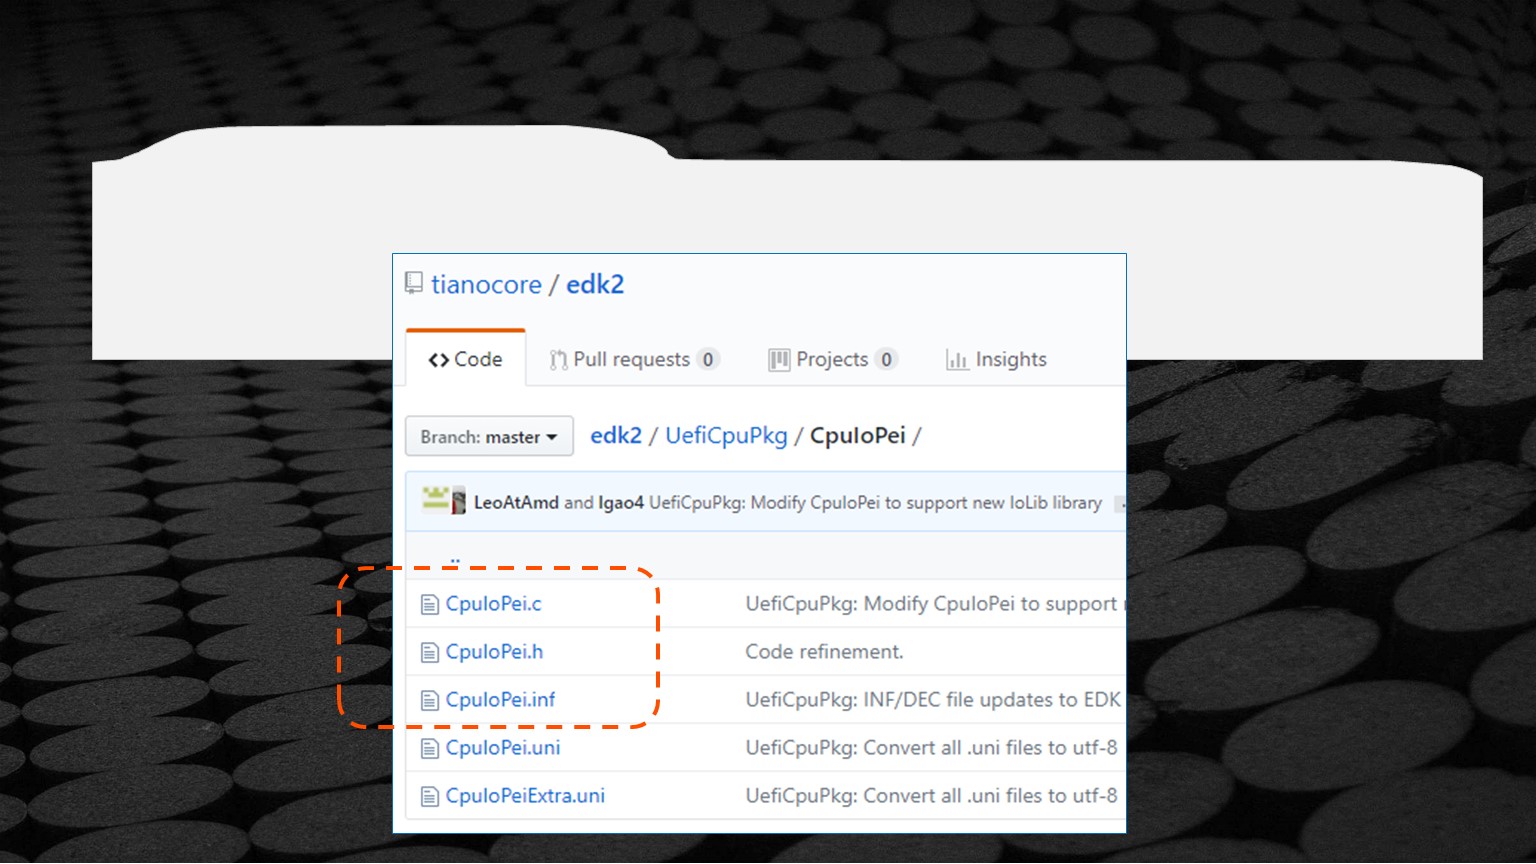 tianocore / edk2
Code Pull requests 0 Projects 0 Insights
Branch: master edk2 / UefiCpuPkg / CpuIoPei /
LeoAtAmd and lgao4 UefiCpuPkg: Modify CpuIoPei to support new IoLib library
..
CpuIoPei.c UefiCpuPkg: Modify CpuIoPei to support
CpuIoPei.h Code refinement.
CpuIoPei.inf UefiCpuPkg: INF/DEC file updates to EDK
CpuIoPei.uni UefiCpuPkg: Convert all .uni files to utf-8
CpuIoPeiExtra.uni UefiCpuPkg: Convert all .uni files to utf-8